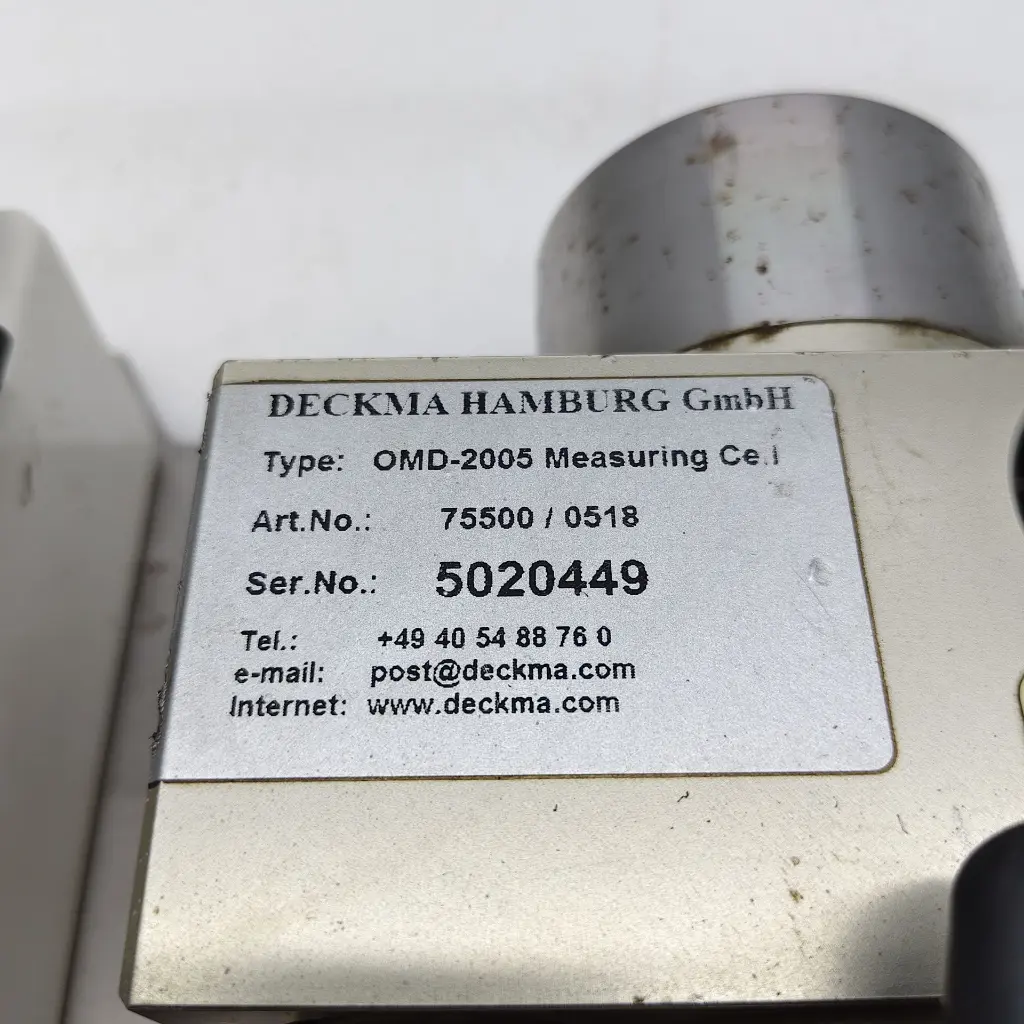 DECKMA HAMBURG GmbH
Type: OMD-2005 Measuring Cell
Art.No.: 75500 / 0518
Ser.No.: 5020449
Tel.: +49 40 54 88 76 0
e-mail: post@deckma.com
Internet: www.deckma.com